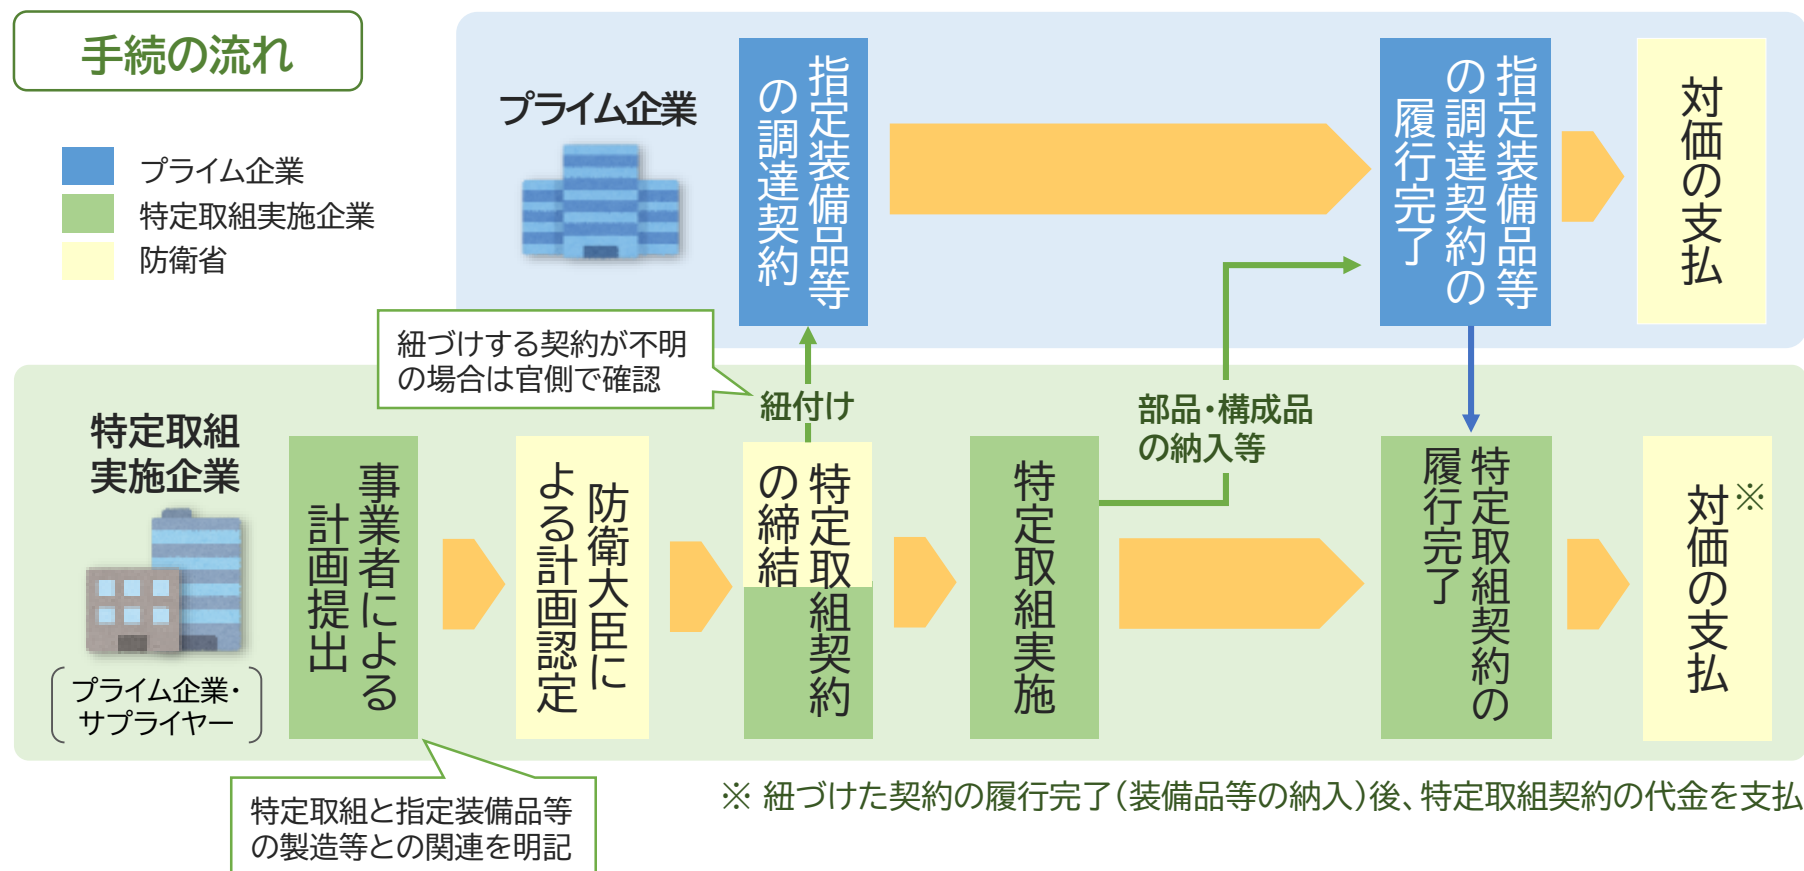 手続の流れ
プライム企業
特定取組実施企業
防衛省
プライム企業
指定装備品等
の調達契約
指定装備品等
の調達契約の
履行完了
対価の支払
紐づけする契約が不明
の場合は官側で確認
紐付け
部品・構成品
の納入等
特定取組
実施企業
プライム企業・
サプライヤー
事業者による
計画提出
防衛大臣に
よる計画認定
特定取組契約
の締結
特定取組実施
特定取組契約の
履行完了
対価の支払
※
特定取組と指定装備品等
の製造等との関連を明記
※ 紐づけた契約の履行完了(装備品等の納入)後、特定取組契約の代金を支払